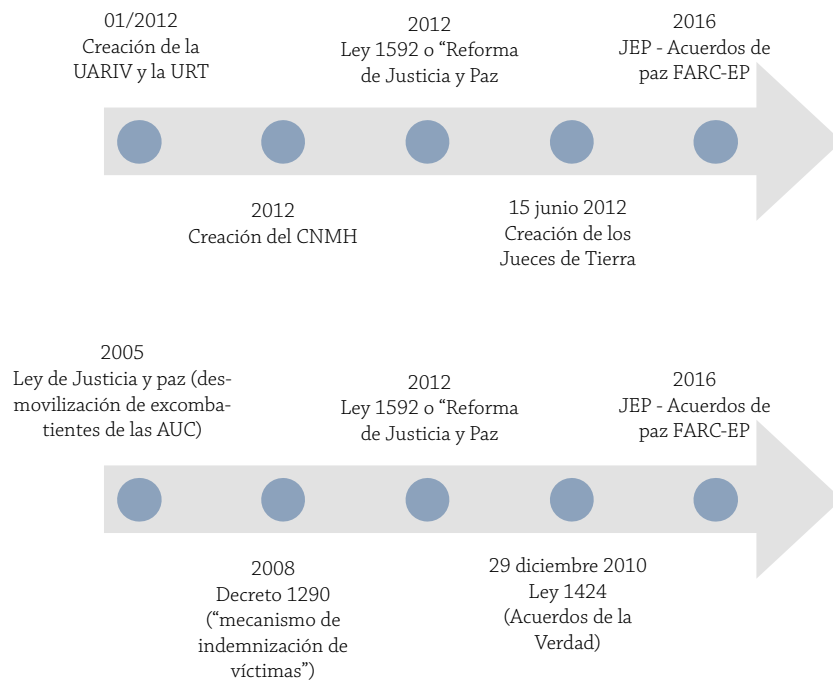 01/2012
Creación de la
UARIV y la URT
2012
Creación del CNMH
2012
Ley 1592 o “Reforma
de Justicia y Paz
15 junio 2012
Creación de los
Jueces de Tierra
2016
JEP - Acuerdos de
paz FARC-EP
2005
Ley de Justicia y paz (des-
movilización de excomba-
tientes de las AUC)
2008
Decreto 1290
(“mecanismo de
indemnización de
víctimas”)
2012
Ley 1592 o “Reforma
de Justicia y Paz
29 diciembre 2010
Ley 1424
(Acuerdos de la
Verdad)
2016
JEP - Acuerdos de
paz FARC-EP